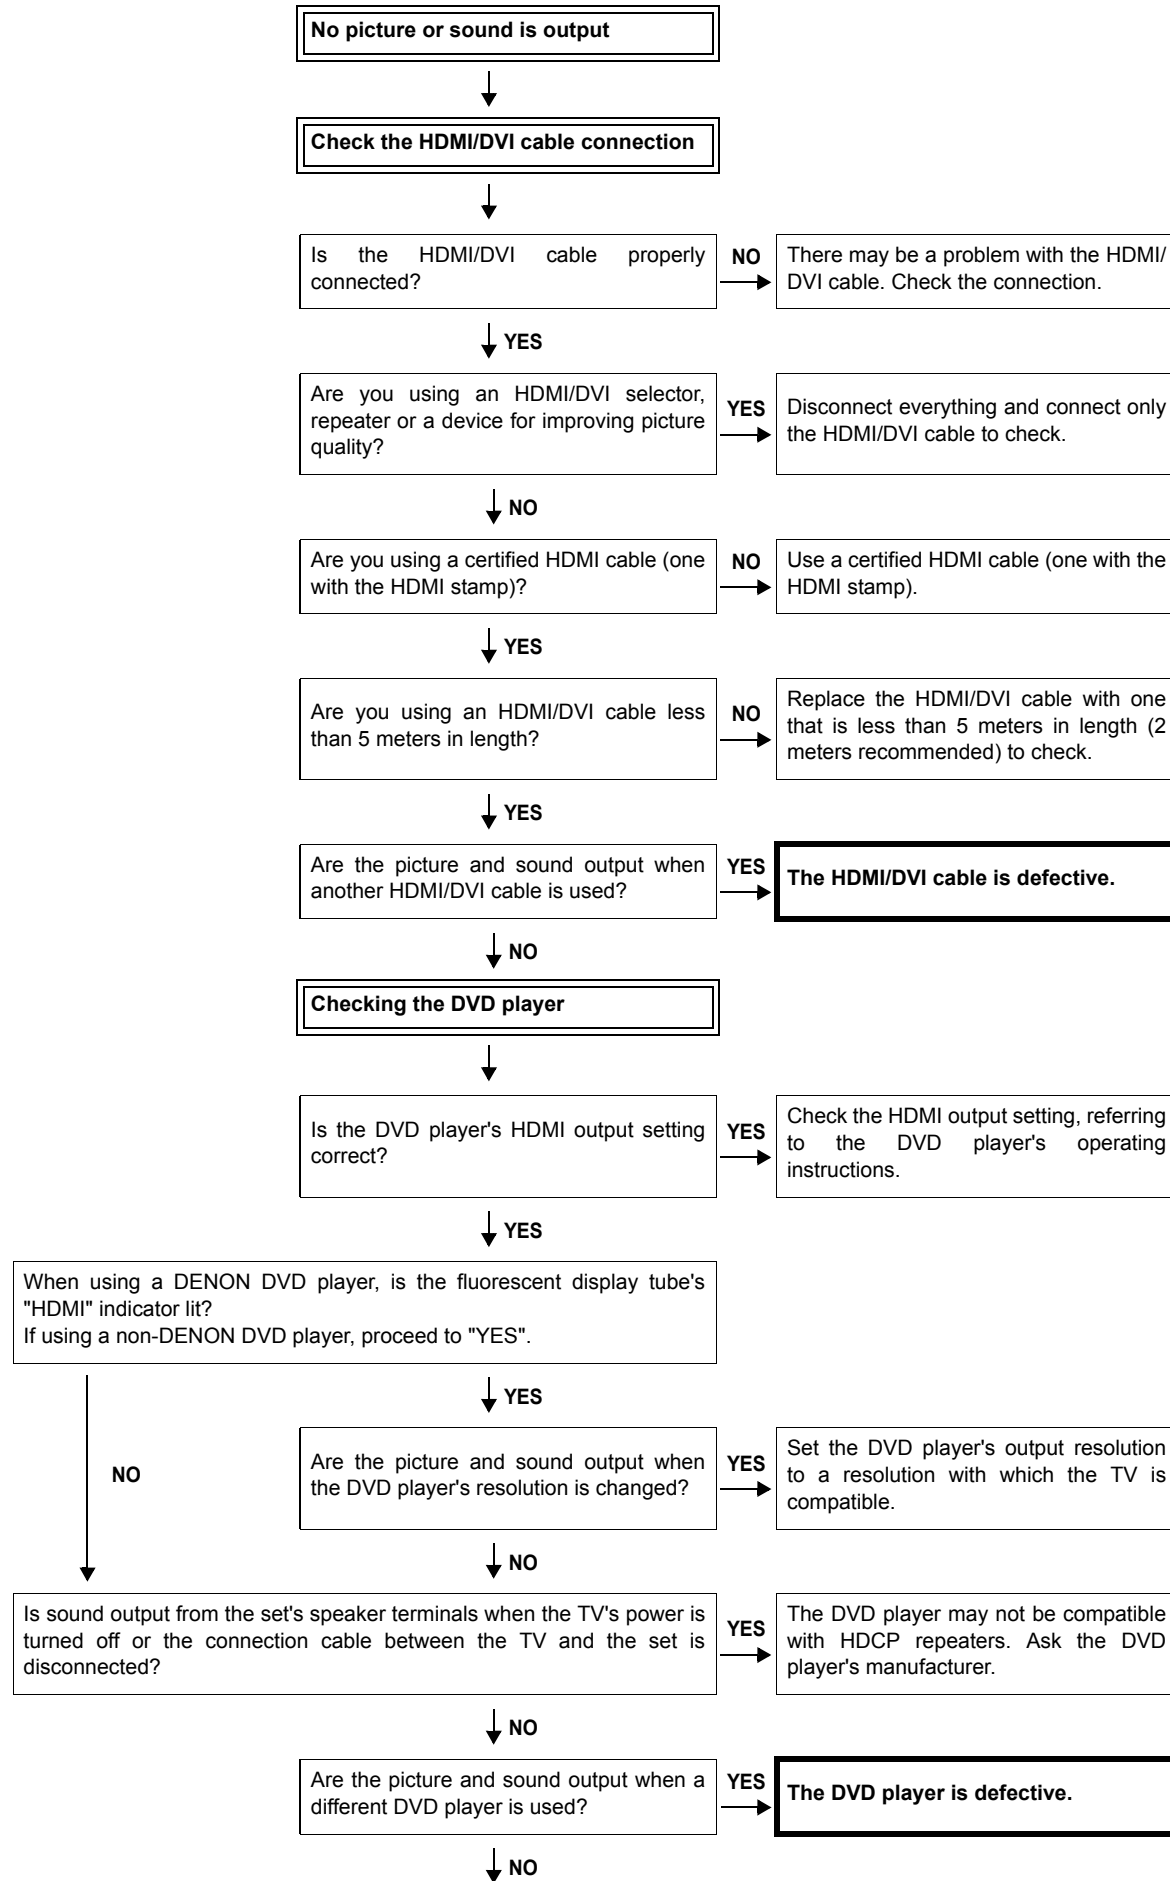 No picture or sound is output
Check the HDMI/DVI cable connection
Is the HDMI/DVI cable properly
connected?
NO
There may be a problem with the HDMI/
DVI cable. Check the connection.
YES
Are you using an HDMI/DVI selector,
repeater or a device for improving picture
quality?
YES
Disconnect everything and connect only
the HDMI/DVI cable to check.
NO
Are you using a certified HDMI cable (one
with the HDMI stamp)?
NO
Use a certified HDMI cable (one with the
HDMI stamp).
YES
Are you using an HDMI/DVI cable less
than 5 meters in length?
NO
Replace the HDMI/DVI cable with one
that is less than 5 meters in length (2
meters recommended) to check.
YES
Are the picture and sound output when
another HDMI/DVI cable is used?
YES
The HDMI/DVI cable is defective.
NO
Checking the DVD player
Is the DVD player's HDMI output setting
correct?
YES
Check the HDMI output setting, referring
to the DVD player's operating
instructions.
YES
When using a DENON DVD player, is the fluorescent display tube's
"HDMI" indicator lit?
If using a non-DENON DVD player, proceed to "YES".
YES
NO
Are the picture and sound output when
the DVD player's resolution is changed?
YES
Set the DVD player's output resolution
to a resolution with which the TV is
compatible.
NO
Is sound output from the set's speaker terminals when the TV's power is
turned off or the connection cable between the TV and the set is
disconnected?
YES
The DVD player may not be compatible
with HDCP repeaters. Ask the DVD
player's manufacturer.
NO
Are the picture and sound output when a
different DVD player is used?
YES
The DVD player is defective.
NO